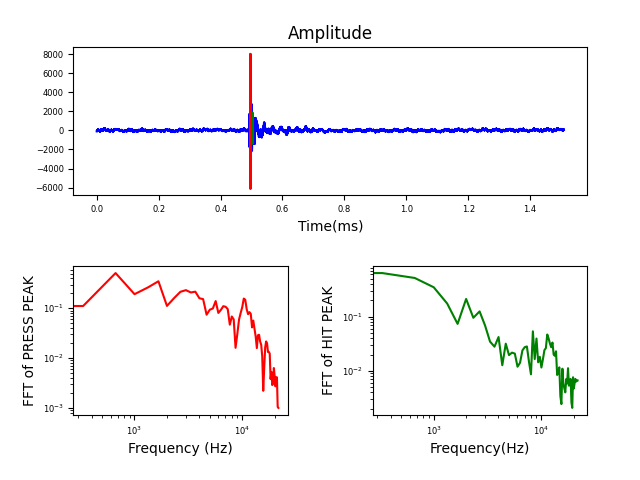 Amplitude
8000
6000
4000
2000
0
−2000
−4000
−6000
0.0 0.2 0.4 0.6 0.8 1.0 1.2 1.4
Time(ms)
FFT of PRESS PEAK
10⁻¹
10⁻²
10⁻³
10³ 10⁴
Frequency (Hz)
FFT of HIT PEAK
10⁻¹
10⁻²
10³ 10⁴
Frequency(Hz)